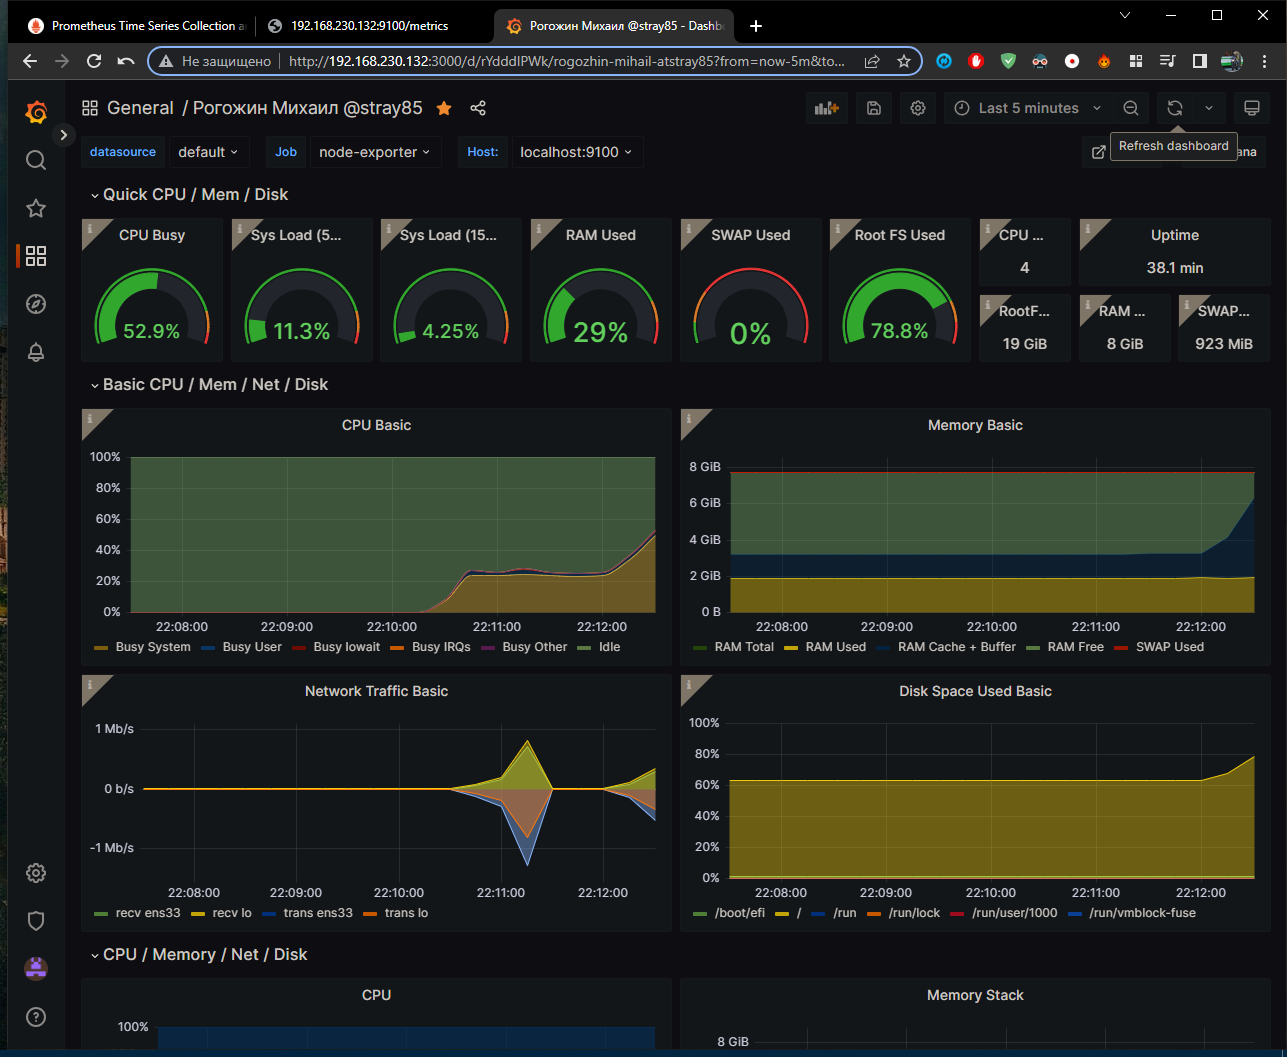 Prometheus Time Series Collection a
192.168.230.132:9100/metrics
Рогожин Михаил @stray85 - Dashb
Не защищено
http://192.168.230.132:3000/d/rYdddIPWk/rogozhin-mihail-atstray85?from=now-5m&to...
General / Рогожин Михаил @stray85
Last 5 minutes
datasource
default
Job
node-exporter
Host:
localhost:9100
Refresh dashboard
ana
Quick CPU / Mem / Disk
CPU Busy
52.9%
Sys Load (5...
11.3%
Sys Load (15...
4.25%
RAM Used
29%
SWAP Used
0%
Root FS Used
78.8%
CPU ...
4
Uptime
38.1 min
RootF...
19 GiB
RAM ...
8 GiB
SWAP...
923 MiB
Basic CPU / Mem / Net / Disk
CPU Basic
100%
80%
60%
40%
20%
0%
22:08:00 22:09:00 22:10:00 22:11:00 22:12:00
Busy System Busy User Busy Iowait Busy IRQs Busy Other Idle
Memory Basic
8 GiB
6 GiB
4 GiB
2 GiB
0 B
22:08:00 22:09:00 22:10:00 22:11:00 22:12:00
RAM Total RAM Used RAM Cache + Buffer RAM Free SWAP Used
Network Traffic Basic
1 Mb/s
0 b/s
-1 Mb/s
22:08:00 22:09:00 22:10:00 22:11:00 22:12:00
recv ens33 recv lo trans ens33 trans lo
Disk Space Used Basic
100%
80%
60%
40%
20%
0%
22:08:00 22:09:00 22:10:00 22:11:00 22:12:00
/boot/efi / /run /run/lock /run/user/1000 /run/vmblock-fuse
CPU / Memory / Net / Disk
CPU
100%
Memory Stack
8 GiB